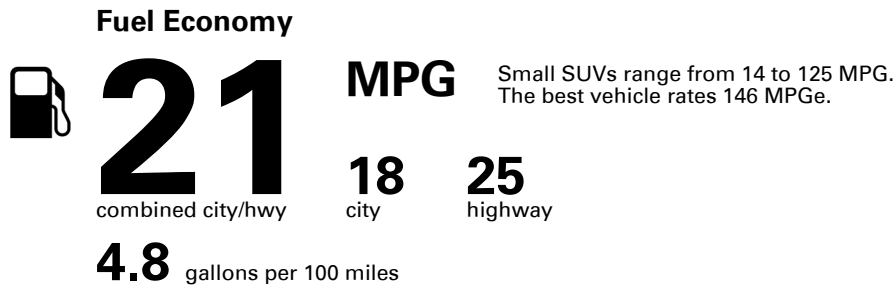 Fuel Economy
21
MPG
Small SUVs range from 14 to 125 MPG.
The best vehicle rates 146 MPGe.
18
25
combined city/hwy
city
highway
4.8 gallons per 100 miles